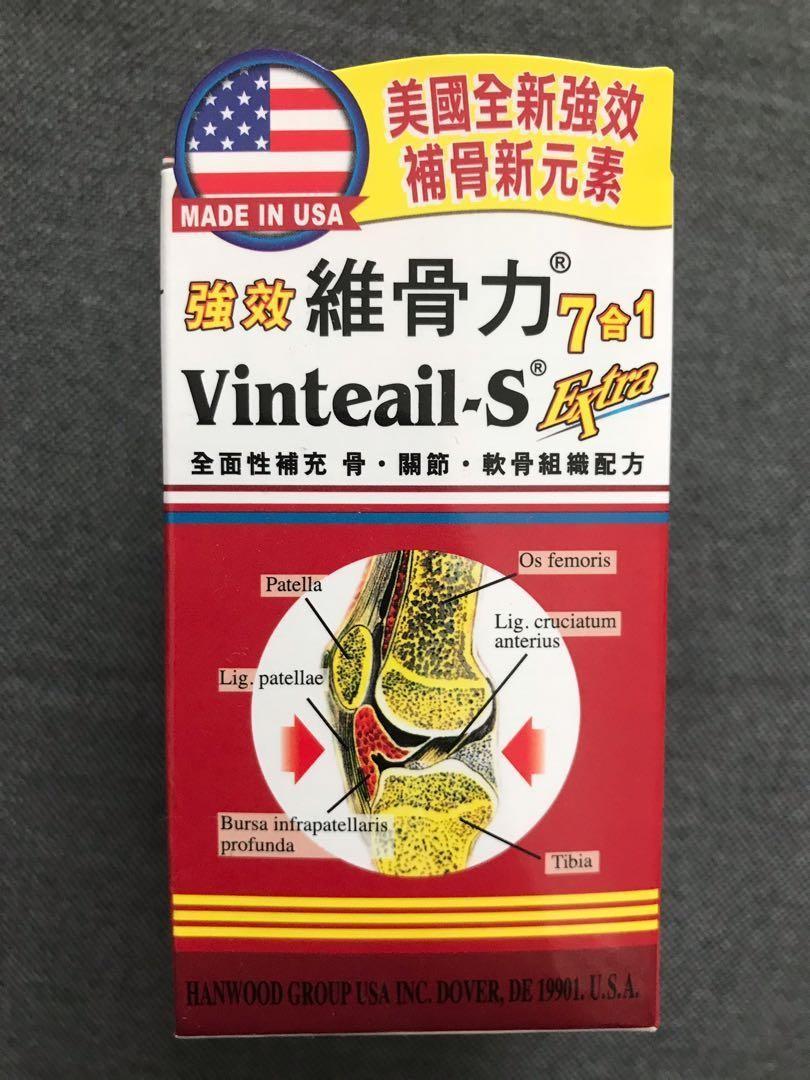 美國全新強效
補骨新元素
MADE IN USA
強效 維骨力® 7合1
Vinteail-S® Extra
全面性補充 骨・關節・軟骨組織配方
Os femoris
Patella
Lig. cruciatum
anterius
Lig. patellae
Bursa infrapatellaris
profunda
Tibia
HANWOOD GROUP USA INC. DOVER, DE 19901. U.S.A.